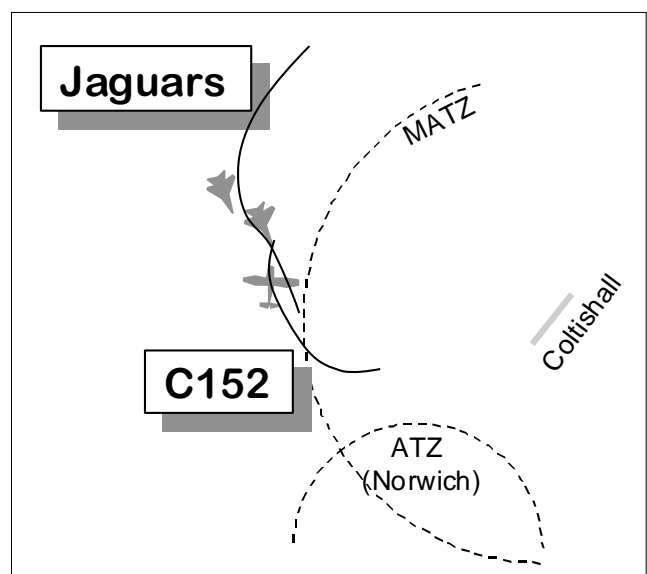 Jaguars
MATZ
Coltishall
C152
ATZ
(Norwich)